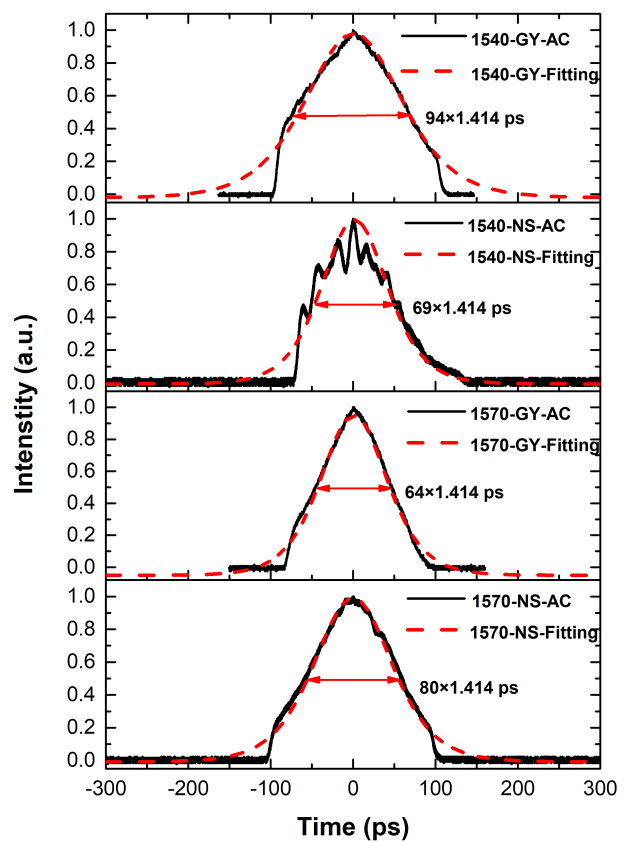 1.0
0.8
0.6
0.4
0.2
0.0
1540-GY-AC
1540-GY-Fitting
94×1.414 ps
1.0
0.8
0.6
0.4
0.2
0.0
1540-NS-AC
1540-NS-Fitting
69×1.414 ps
1.0
0.8
0.6
0.4
0.2
0.0
1570-GY-AC
1570-GY-Fitting
64×1.414 ps
1.0
0.8
0.6
0.4
0.2
0.0
1570-NS-AC
1570-NS-Fitting
80×1.414 ps
-300 -200 -100 0 100 200 300
Time (ps)
Intenstity (a.u.)